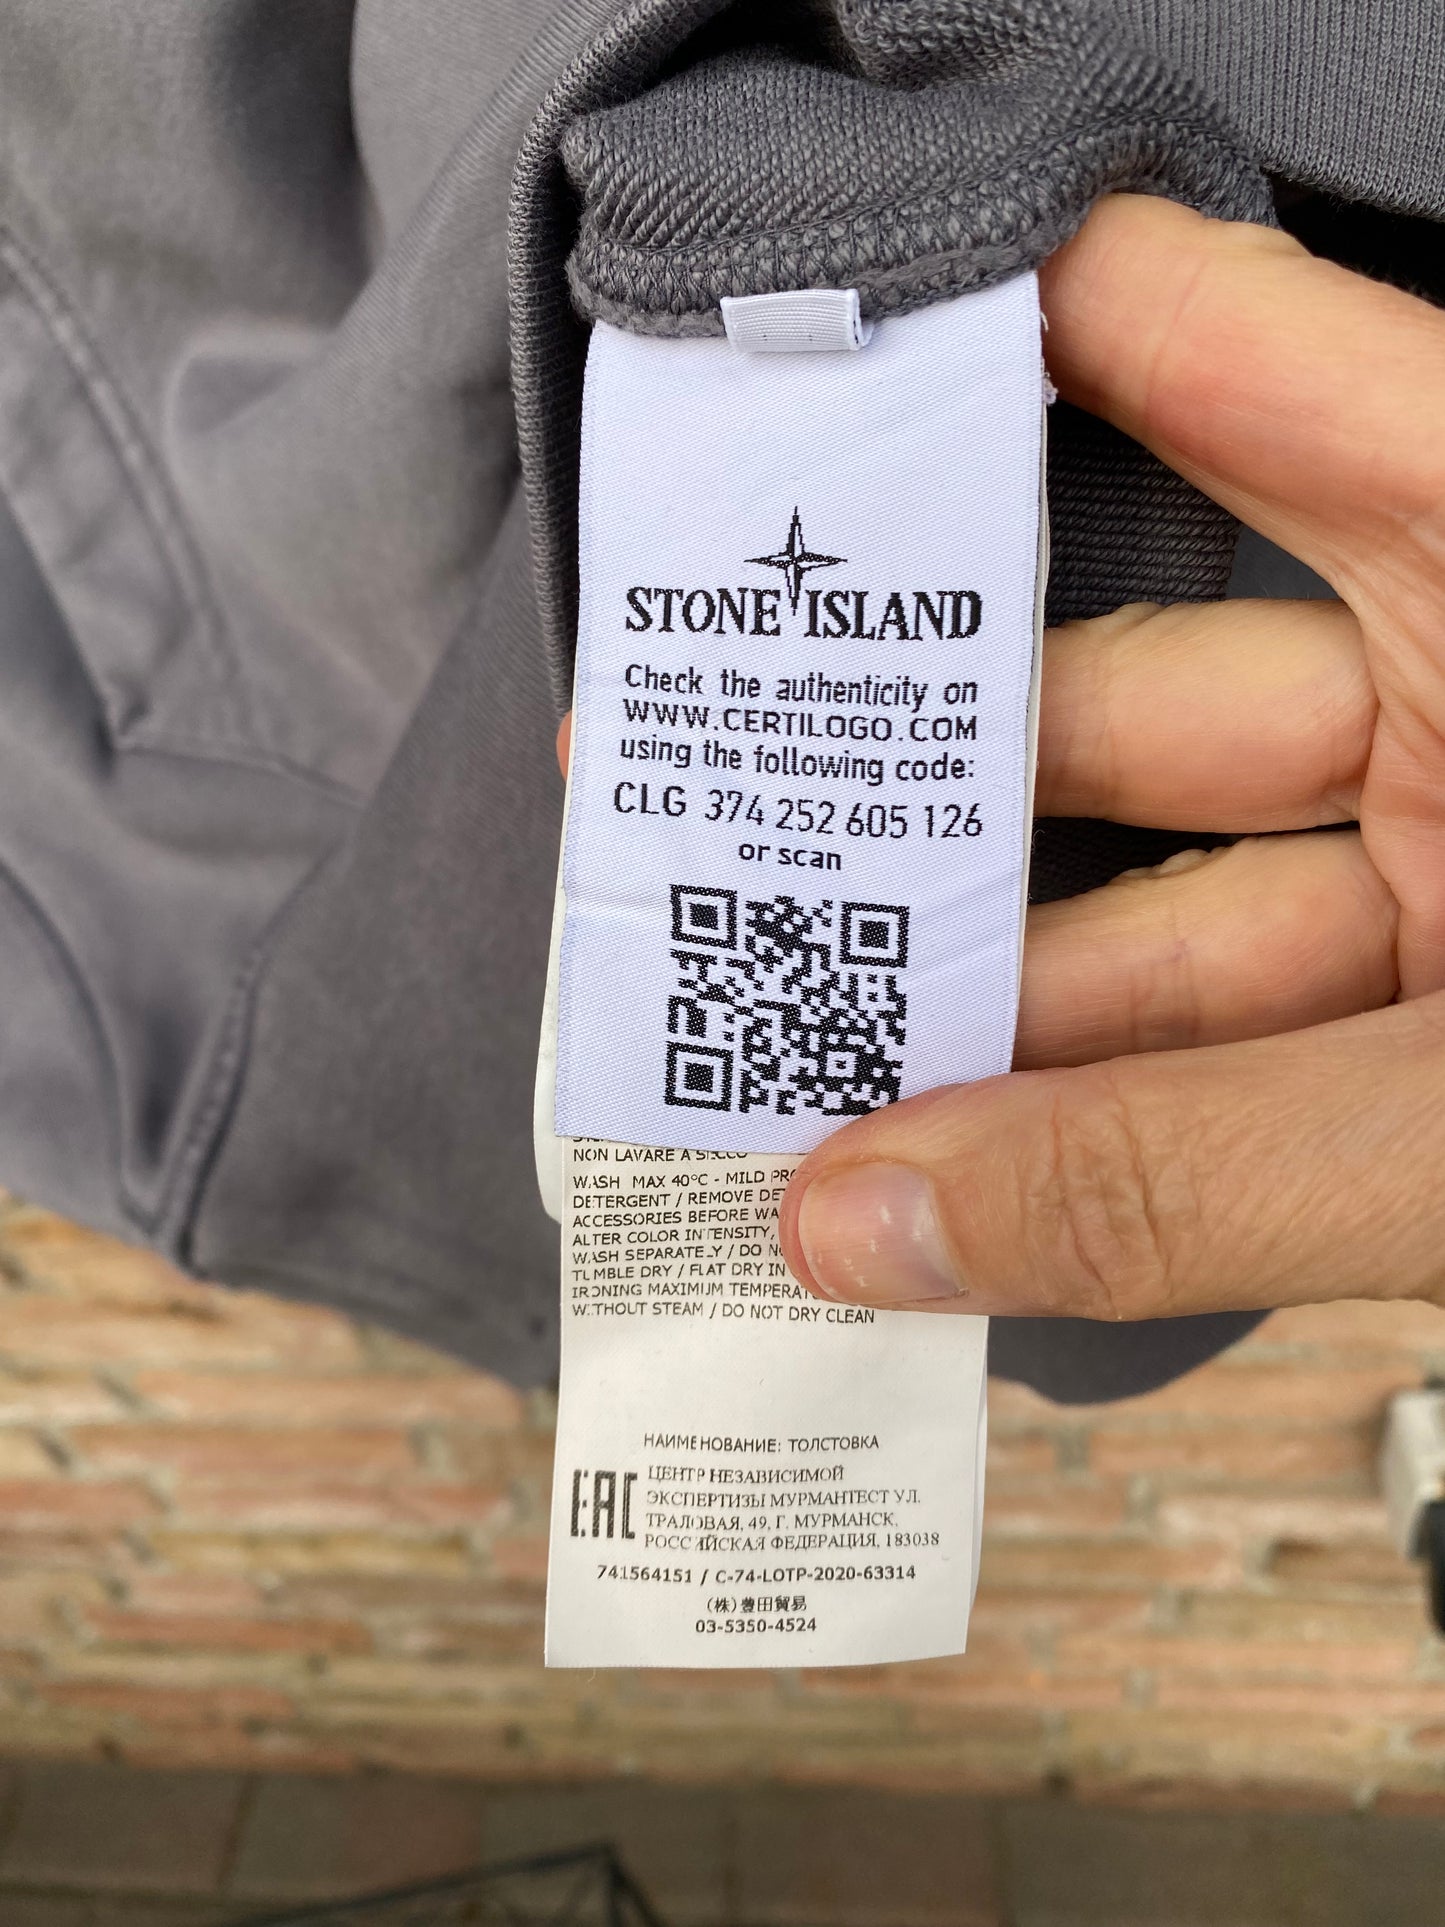 STONE ISLAND
Check the authenticity on
WWW.CERTILOGO.COM
using the following code:
CLG 374 252 605 126
or scan
NON LAVARE A SECCO
WASH MAX 40°C - MILD
DETERGENT / REMOVE
ACCESSORIES BEFORE
ALTER COLOR INTENSITY,
WASH SEPARATELY / DO
TUMBLE DRY / FLAT DRY IN
IRONING MAXIMUM
WITHOUT STEAM / DO NOT DRY CLEAN
НАИМЕНОВАНИЕ: ТОЛСТОВКА
EAC
ЦЕНТР НЕЗАВИСИМОЙ
ЭКСПЕРТИЗЫ МУРМАНТЕСТ УЛ.
ТРАЛОВАЯ, 49, Г. МУРМАНСК,
РОССИЙСКАЯ ФЕДЕРАЦИЯ, 183038
741564151 / C-74-LOTP-2020-63314
(株)豊田貿易
03-5350-4524